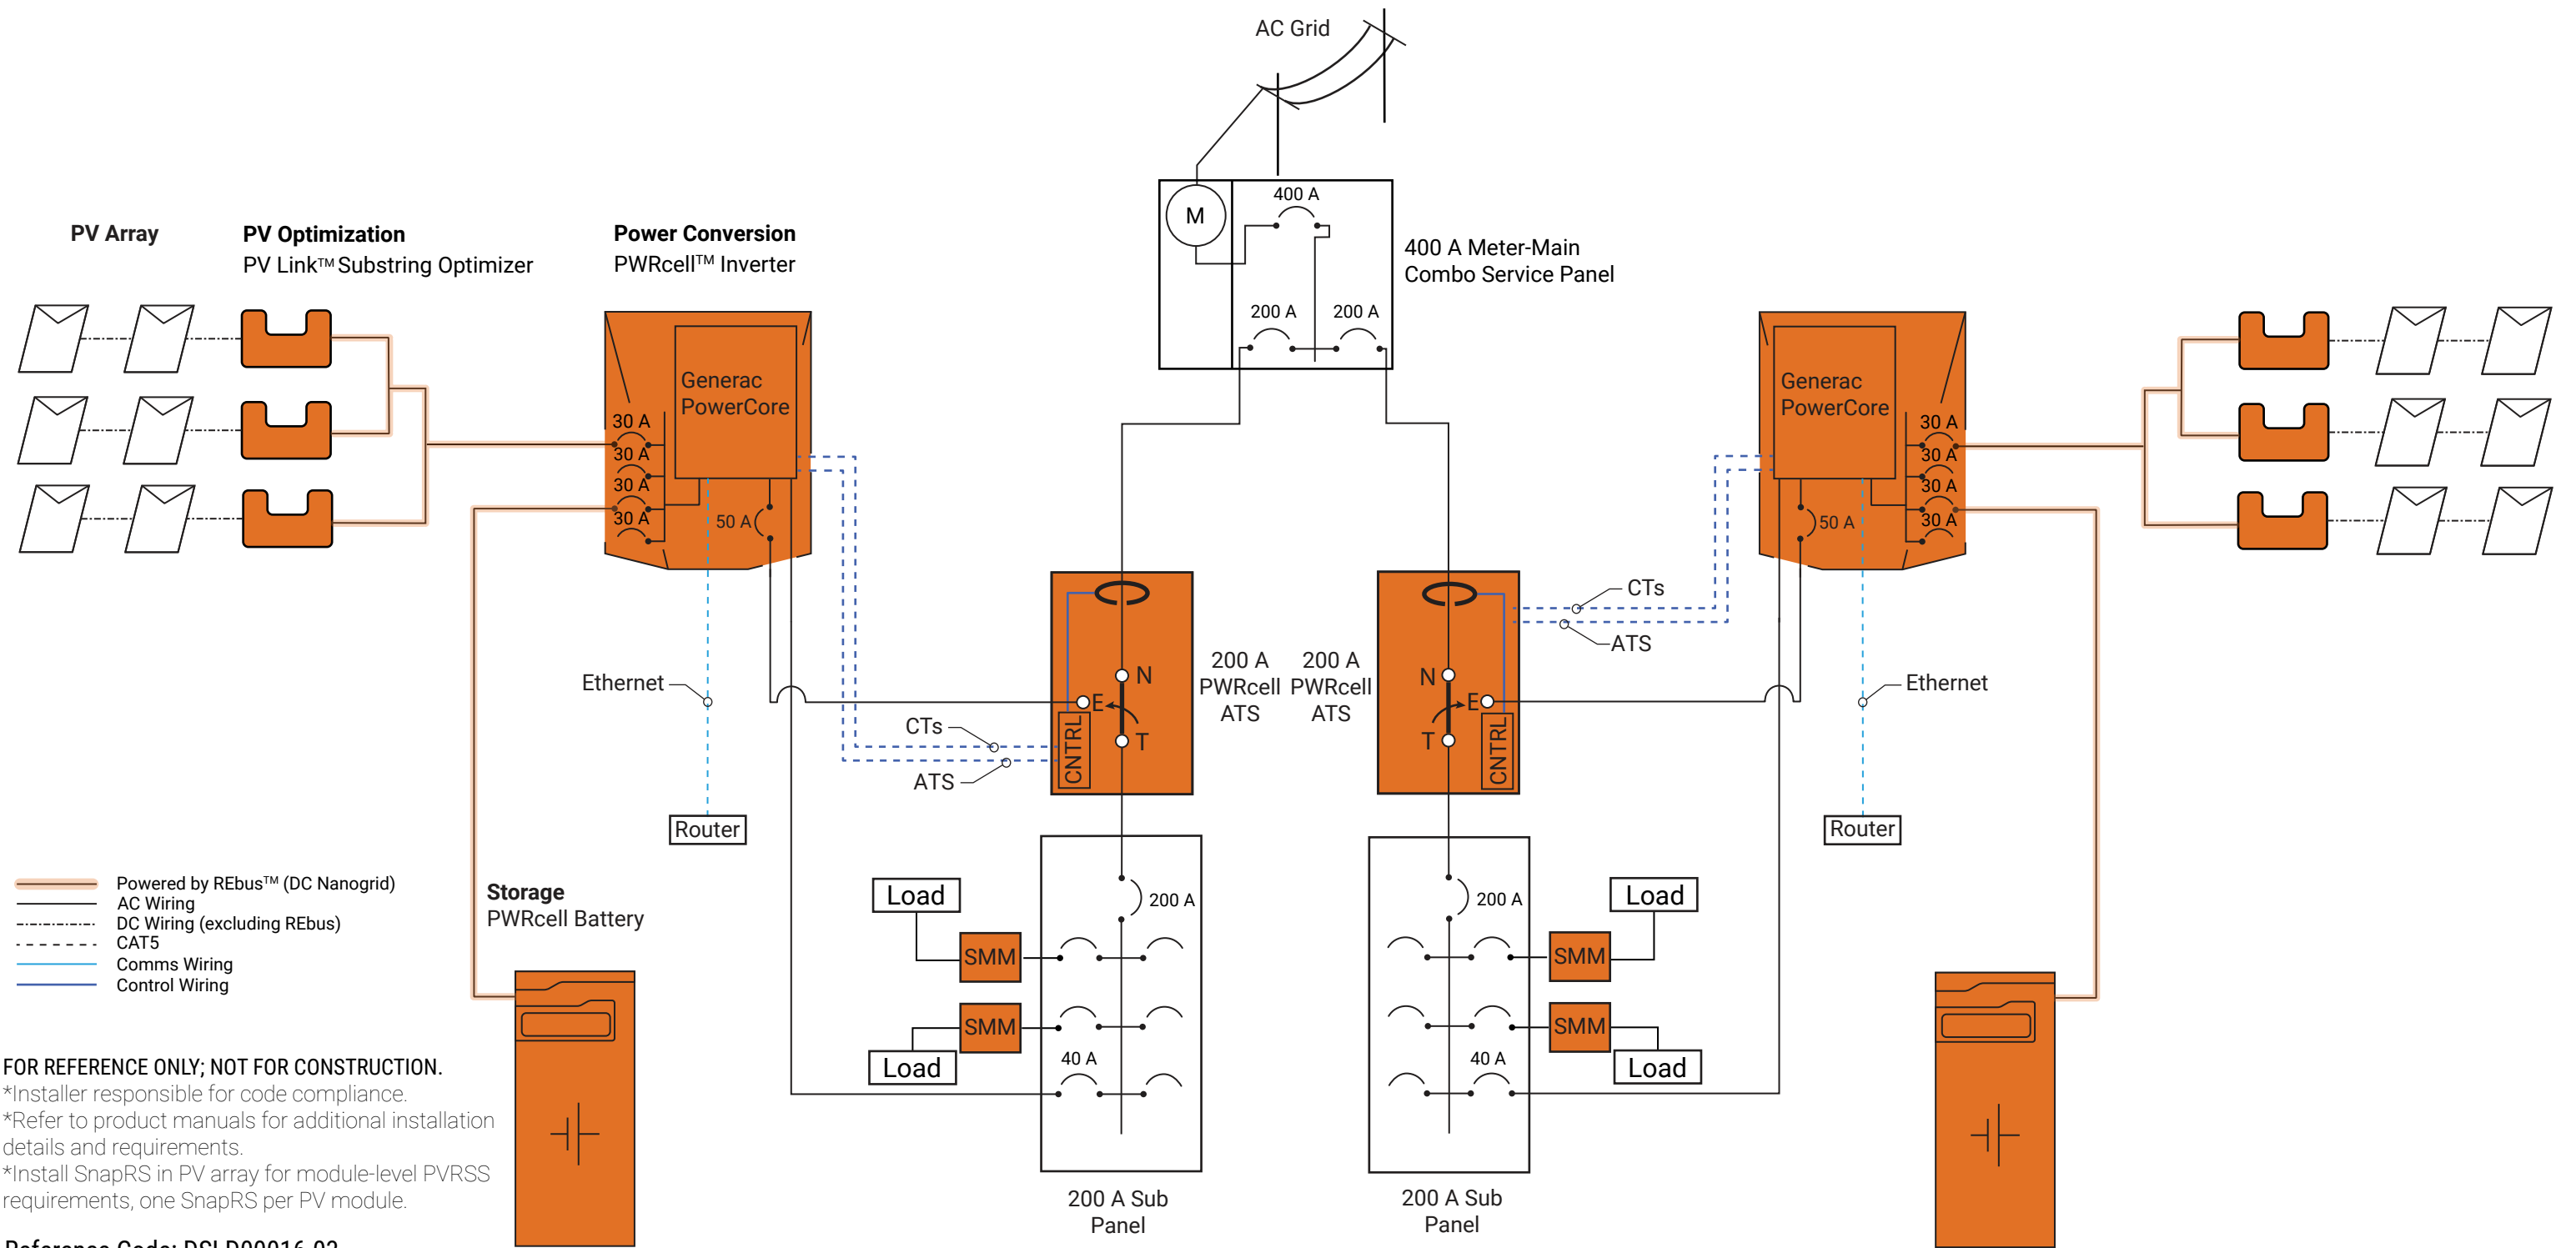 AC Grid
M
400 A
200 A
200 A
400 A Meter-Main
Combo Service Panel
PV Array
PV Optimization
PV Link™ Substring Optimizer
Power Conversion
PWRcell™ Inverter
Generac
PowerCore
30 A
30 A
30 A
30 A
50 A
Generac
PowerCore
30 A
30 A
30 A
30 A
50 A
Ethernet
Router
CTs
ATS
N
E
T
CNTRL
200 A
PWRcell
ATS
200 A
PWRcell
ATS
N
E
T
CNTRL
CTs
ATS
Ethernet
Router
Powered by REbus™ (DC Nanogrid)
AC Wiring
DC Wiring (excluding REbus)
CAT5
Comms Wiring
Control Wiring
Storage
PWRcell Battery
Load
SMM
SMM
Load
200 A
40 A
200 A Sub
Panel
200 A
40 A
200 A Sub
Panel
Load
SMM
SMM
Load
FOR REFERENCE ONLY; NOT FOR CONSTRUCTION.
*Installer responsible for code compliance.
*Refer to product manuals for additional installation
details and requirements.
*Install SnapRS in PV array for module-level PVRSS
requirements, one SnapRS per PV module.
Reference Code: DSLD00016-02